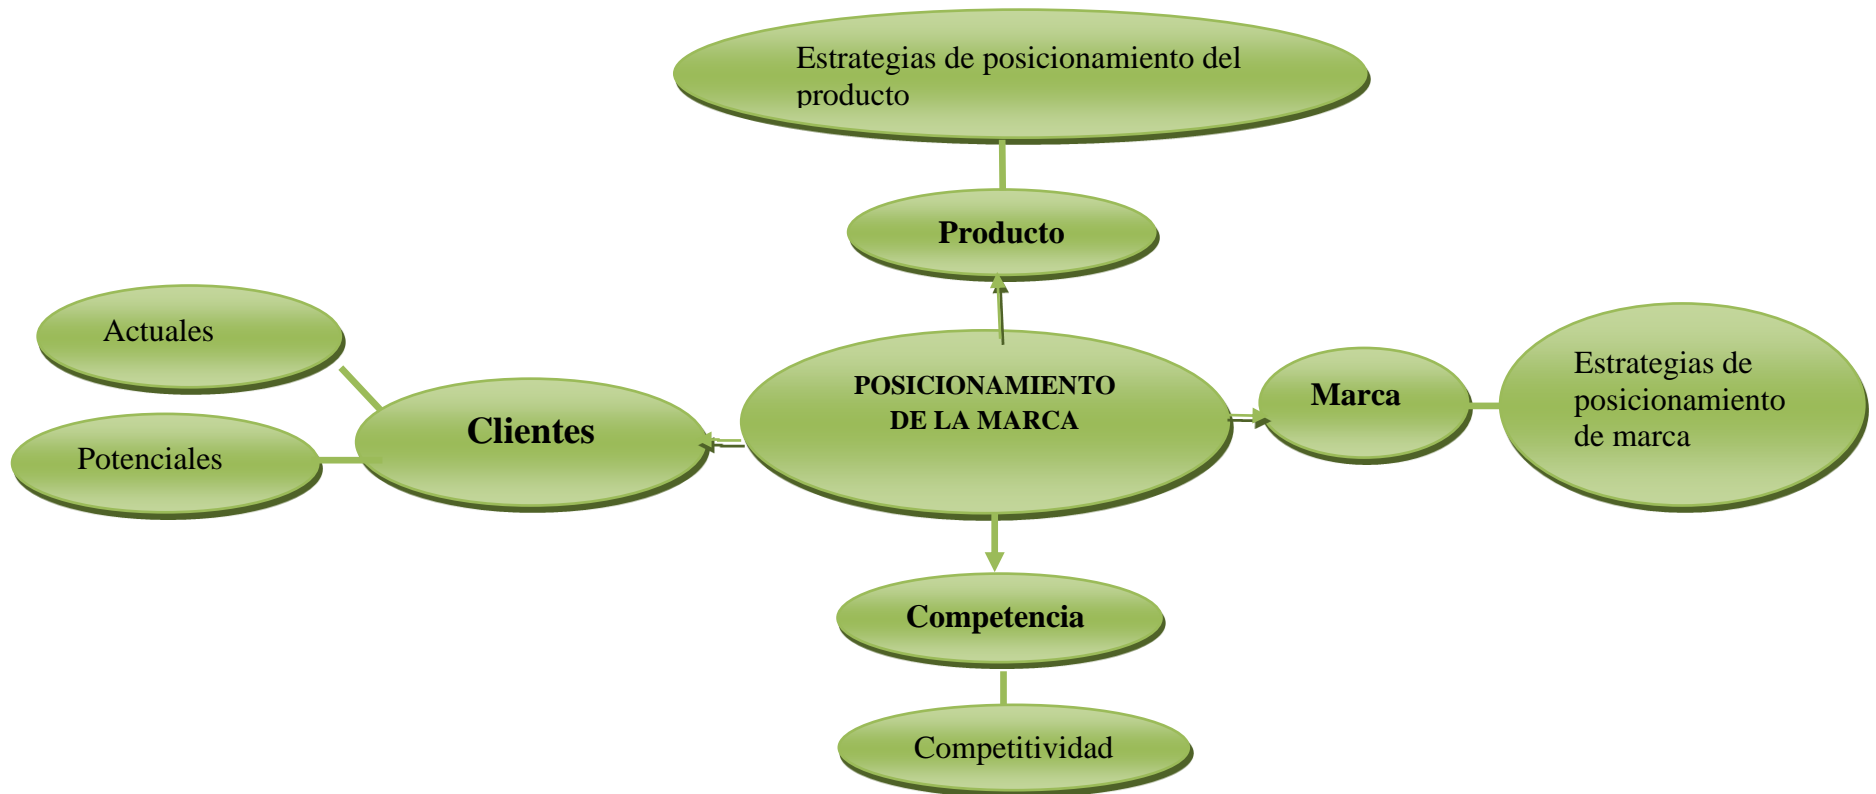 Estrategias de posicionamiento del
producto
Producto
Actuales
Potenciales
Clientes
POSICIONAMIENTO
DE LA MARCA
Marca
Estrategias de
posicionamiento
de marca
Competencia
Competitividad